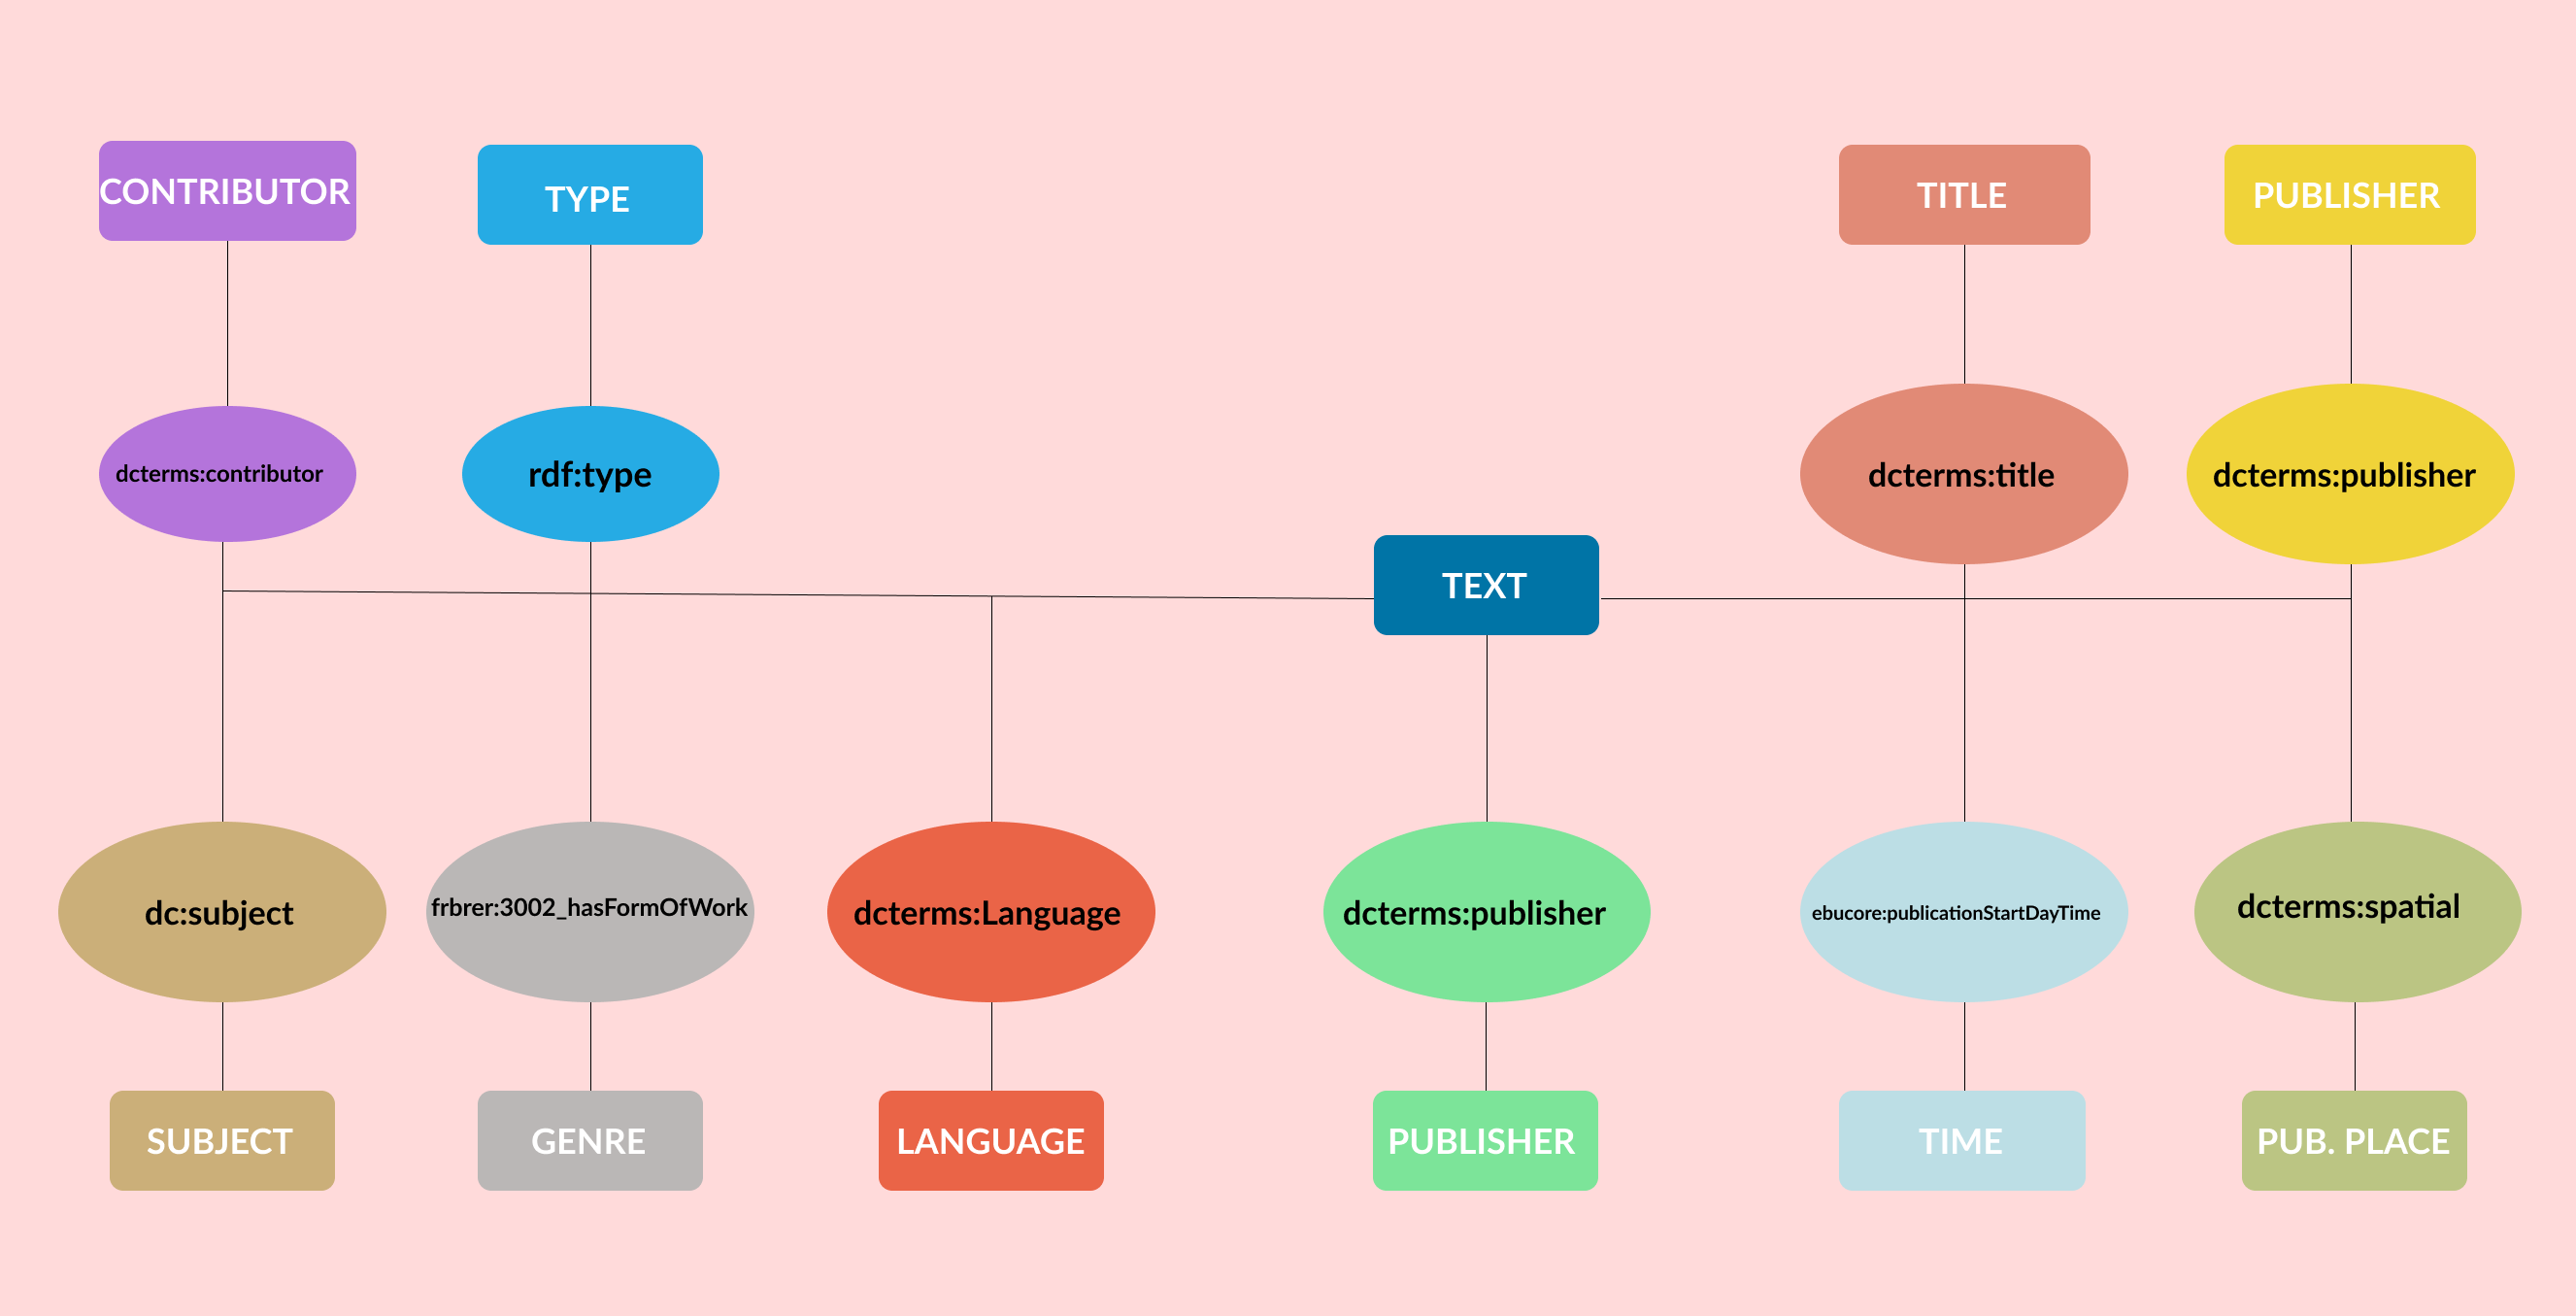 CONTRIBUTOR
TYPE
TITLE
PUBLISHER
dcterms:contributor
rdf:type
dcterms:title
dcterms:publisher
TEXT
dc:subject
frbrer:3002_hasFormOfWork
dcterms:Language
dcterms:publisher
ebucore:publicationStartDayTime
dcterms:spatial
SUBJECT
GENRE
LANGUAGE
PUBLISHER
TIME
PUB. PLACE